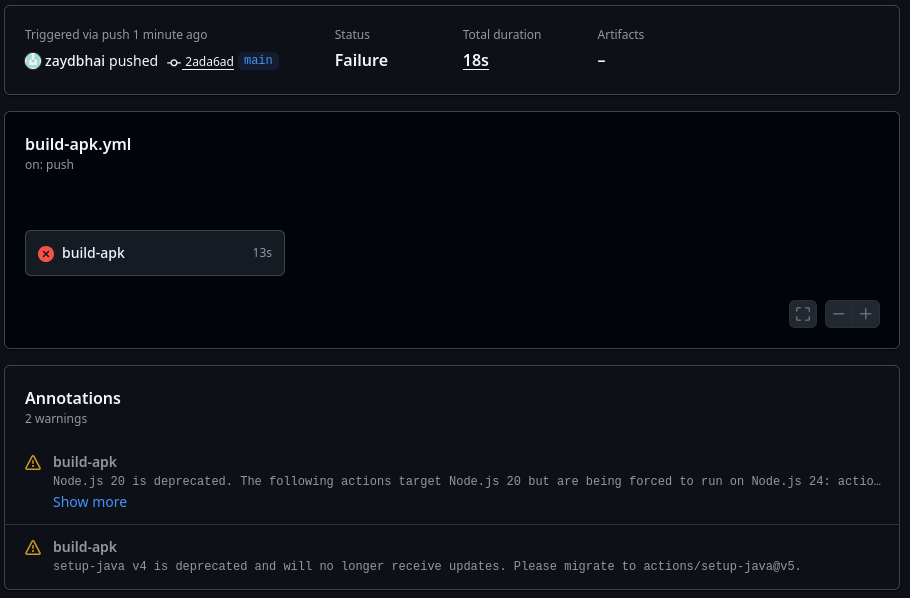 Triggered via push 1 minute ago
zaydbhai pushed 2ada6ad main
Status
Failure
Total duration
18s
Artifacts
–
build-apk.yml
on: push
build-apk 13s
Annotations
2 warnings
build-apk
Node.js 20 is deprecated. The following actions target Node.js 20 but are being forced to run on Node.js 24: actio…
Show more
build-apk
setup-java v4 is deprecated and will no longer receive updates. Please migrate to actions/setup-java@v5.